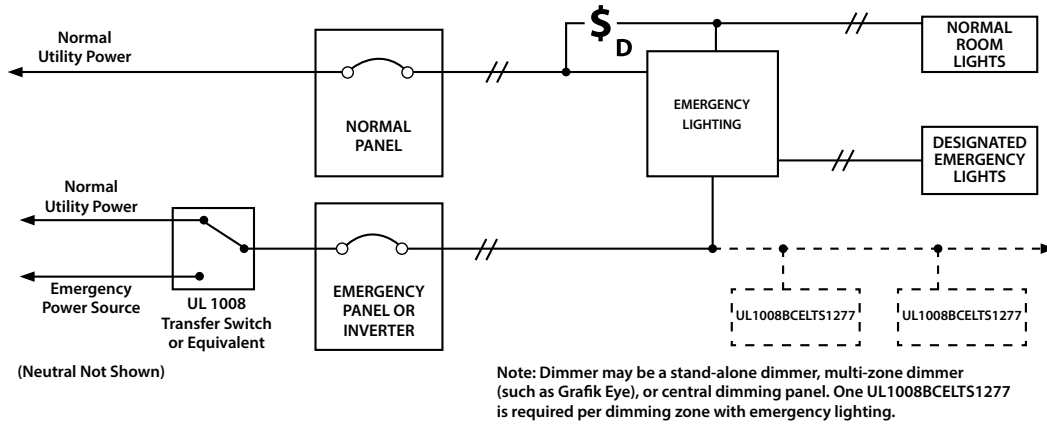 Normal
Utility Power
$
D
NORMAL
ROOM
LIGHTS
NORMAL
PANEL
EMERGENCY
LIGHTING
DESIGNATED
EMERGENCY
LIGHTS
Normal
Utility Power
Emergency
Power Source
UL 1008
Transfer Switch
or Equivalent
EMERGENCY
PANEL OR
INVERTER
UL1008BCELTS1277
UL1008BCELTS1277
(Neutral Not Shown)
Note: Dimmer may be a stand-alone dimmer, multi-zone dimmer
(such as Grafik Eye), or central dimming panel. One UL1008BCELTS1277
is required per dimming zone with emergency lighting.